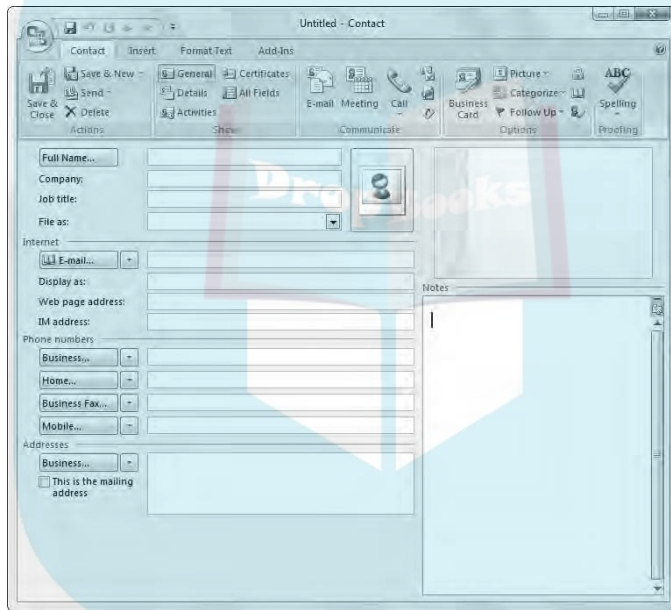 Untitled - Contact
Contact Insert Format Text Add-Ins
Save & Close
Save & New
Send
Delete
Actions
General
Details
Activities
Certificates
All Fields
Show
E-mail
Meeting
Call
Communicate
Business Card
Picture
Categorize
Follow Up
Options
ABC
Spelling
Proofing
Full Name...
Company:
Job title:
File as:
DropBooks
Internet
E-mail...
Display as:
Web page address:
IM address:
Phone numbers
Business...
Home...
Business Fax...
Mobile...
Addresses
Business...
This is the mailing
address
Notes